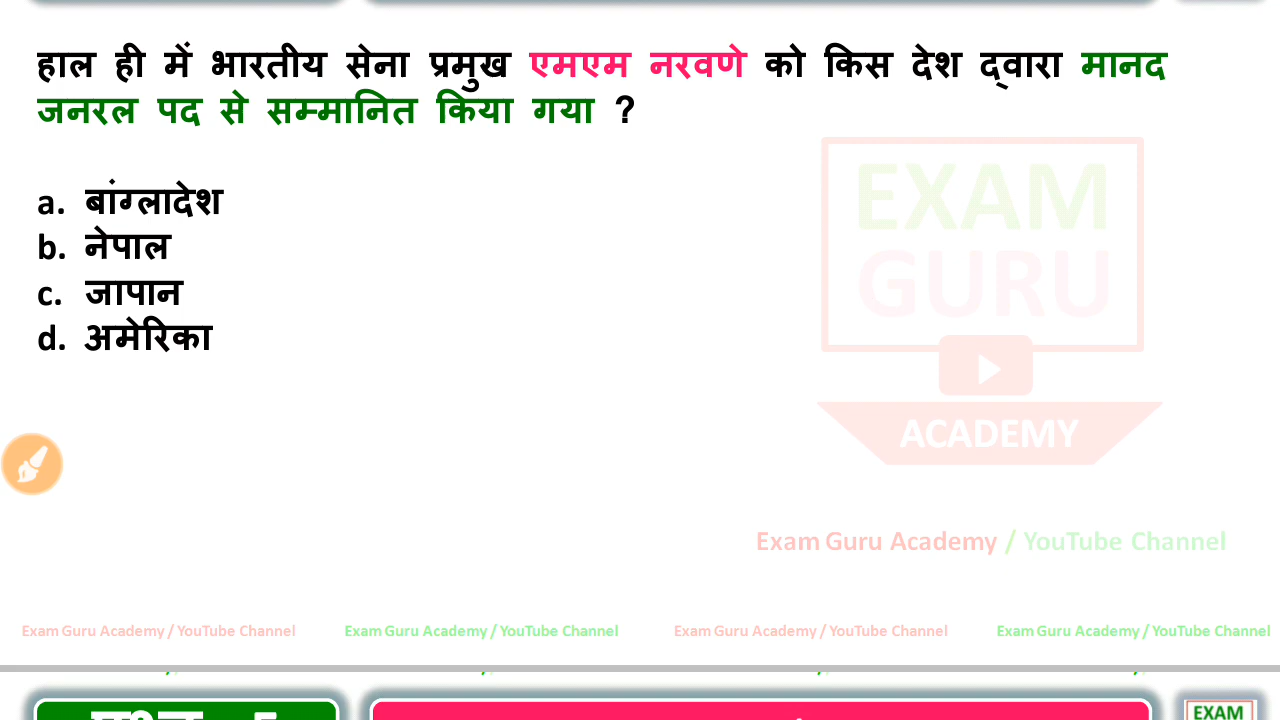 हाल ही में भारतीय सेना प्रमुख एमएम नरवणे को किस देश द्वारा मानद
जनरल पद से सम्मानित किया गया ?
a. बांग्लादेश
b. नेपाल
c. जापान
d. अमेरिका
EXAM
GURU
ACADEMY
Exam Guru Academy / YouTube Channel
Exam Guru Academy / YouTube Channel Exam Guru Academy / YouTube Channel Exam Guru Academy / YouTube Channel Exam Guru Academy / YouTube Channel
EXAM